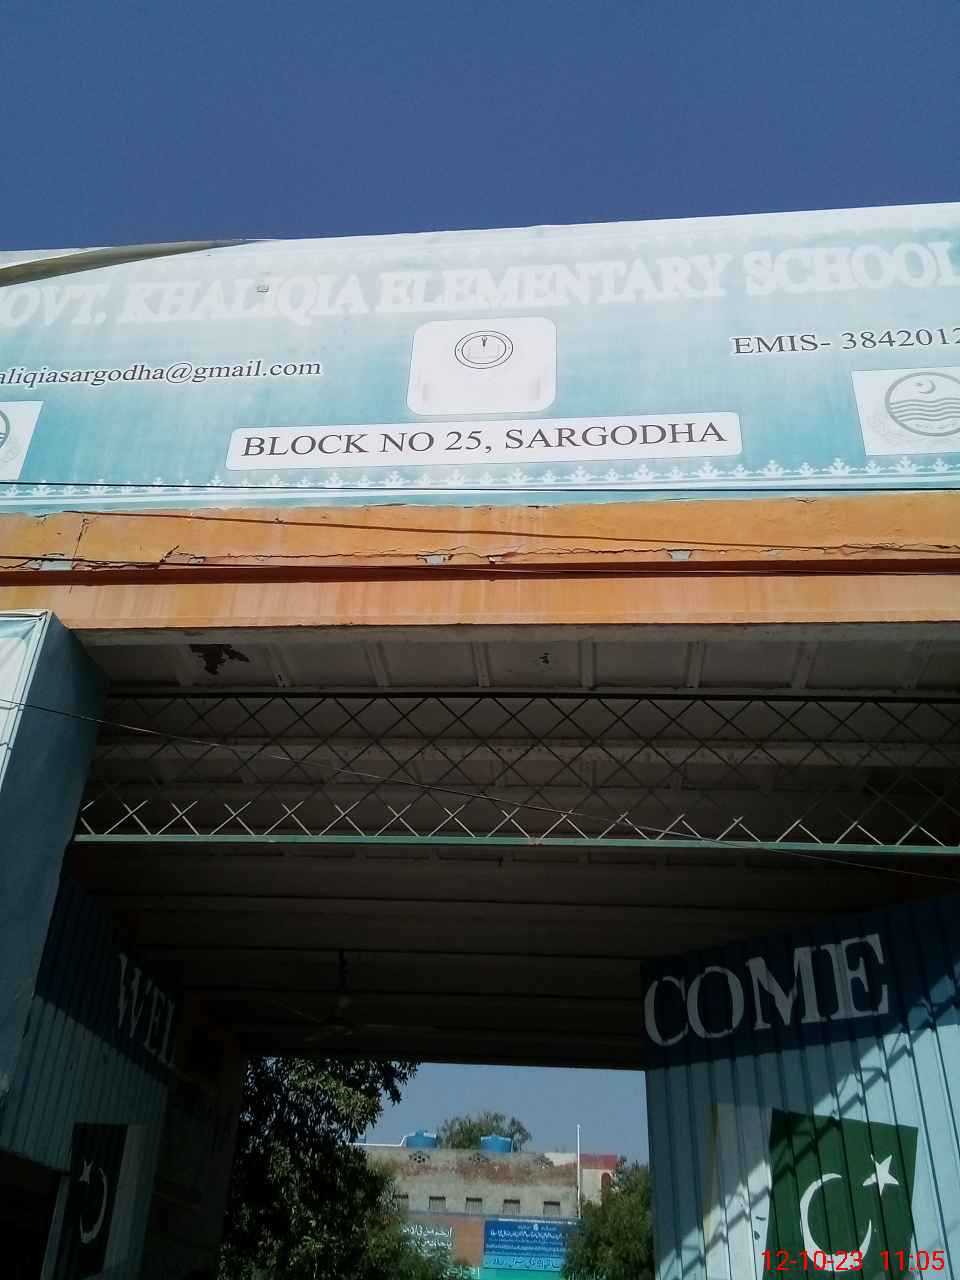 OVT. KHALIQIA ELEMENTARY SCHOOL
aliqiasargodha@gmail.com
EMIS- 3842012
BLOCK NO 25, SARGODHA
WEL
COME
12-10-23 11:05